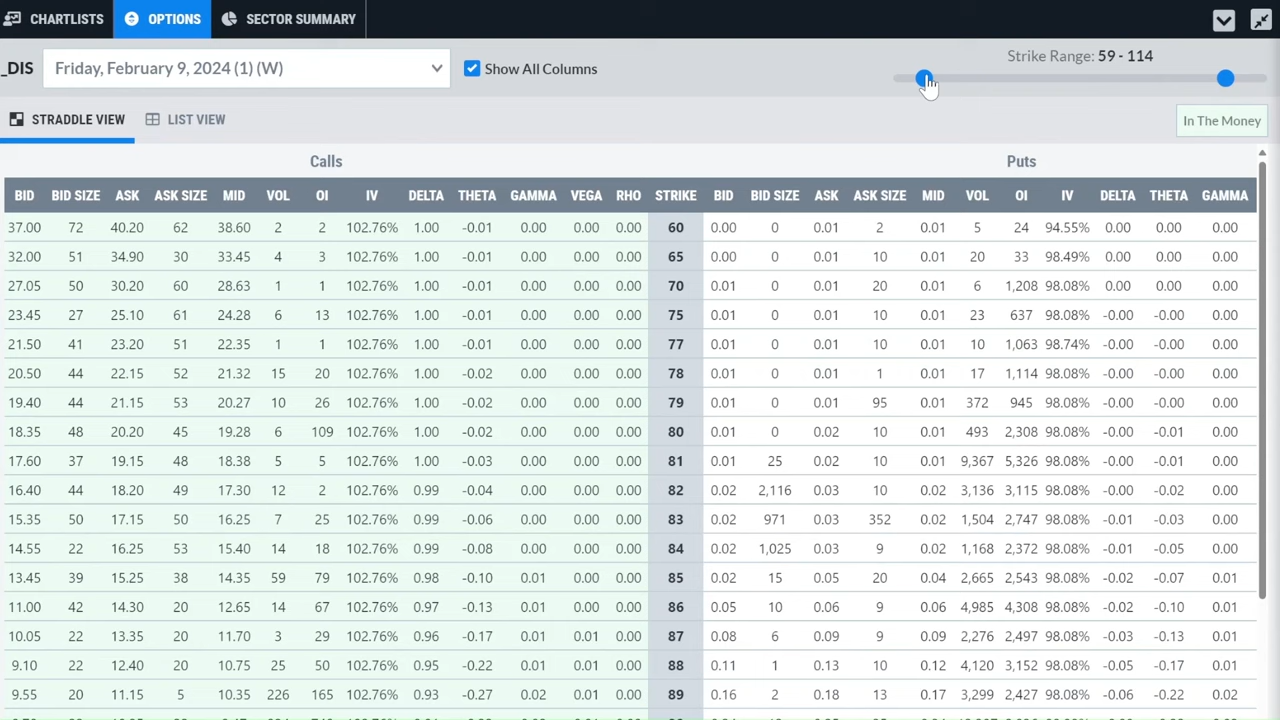 CHARTLISTS OPTIONS SECTOR SUMMARY
_DIS Friday, February 9, 2024 (1) (W) Show All Columns Strike Range: 59 - 114
STRADDLE VIEW LIST VIEW In The Money
Calls Puts
BID BID SIZE ASK ASK SIZE MID VOL OI IV DELTA THETA GAMMA VEGA RHO STRIKE BID BID SIZE ASK ASK SIZE MID VOL OI IV DELTA THETA GAMMA
37.00 72 40.20 62 38.60 2 2 102.76% 1.00 -0.01 0.00 0.00 0.00 60 0.00 0 0.01 2 0.01 5 24 94.55% 0.00 0.00 0.00
32.00 51 34.90 30 33.45 4 3 102.76% 1.00 -0.01 0.00 0.00 0.00 65 0.00 0 0.01 10 0.01 20 33 98.49% 0.00 0.00 0.00
27.05 50 30.20 60 28.63 1 1 102.76% 1.00 -0.01 0.00 0.00 0.00 70 0.01 0 0.01 20 0.01 6 1,208 98.08% 0.00 0.00 0.00
23.45 27 25.10 61 24.28 6 13 102.76% 1.00 -0.01 0.00 0.00 0.00 75 0.01 0 0.01 10 0.01 23 637 98.08% -0.00 -0.00 0.00
21.50 41 23.20 51 22.35 1 1 102.76% 1.00 -0.01 0.00 0.00 0.00 77 0.01 0 0.01 10 0.01 10 1,063 98.74% -0.00 -0.00 0.00
20.50 44 22.15 52 21.32 15 20 102.76% 1.00 -0.02 0.00 0.00 0.00 78 0.01 0 0.01 1 0.01 17 1,114 98.08% -0.00 -0.00 0.00
19.40 44 21.15 53 20.27 10 26 102.76% 1.00 -0.02 0.00 0.00 0.00 79 0.01 0 0.01 95 0.01 372 945 98.08% -0.00 -0.00 0.00
18.35 48 20.20 45 19.28 6 109 102.76% 1.00 -0.02 0.00 0.00 0.00 80 0.01 0 0.02 10 0.01 493 2,308 98.08% -0.00 -0.01 0.00
17.60 37 19.15 48 18.38 5 5 102.76% 1.00 -0.03 0.00 0.00 0.00 81 0.01 25 0.02 10 0.01 9,367 5,326 98.08% -0.00 -0.01 0.00
16.40 44 18.20 49 17.30 12 2 102.76% 0.99 -0.04 0.00 0.00 0.00 82 0.02 2,116 0.03 10 0.02 3,136 3,115 98.08% -0.00 -0.02 0.00
15.35 50 17.15 50 16.25 7 25 102.76% 0.99 -0.06 0.00 0.00 0.00 83 0.02 971 0.03 352 0.02 1,504 2,747 98.08% -0.01 -0.03 0.00
14.55 22 16.25 53 15.40 14 18 102.76% 0.99 -0.08 0.00 0.00 0.00 84 0.02 1,025 0.03 9 0.02 1,168 2,372 98.08% -0.01 -0.05 0.00
13.45 39 15.25 38 14.35 59 79 102.76% 0.98 -0.10 0.01 0.00 0.00 85 0.02 15 0.05 20 0.04 2,665 2,543 98.08% -0.02 -0.07 0.01
11.00 42 14.30 20 12.65 14 67 102.76% 0.97 -0.13 0.01 0.00 0.00 86 0.05 10 0.06 9 0.06 4,985 4,308 98.08% -0.02 -0.10 0.01
10.05 22 13.35 20 11.70 3 29 102.76% 0.96 -0.17 0.01 0.01 0.00 87 0.08 6 0.09 9 0.09 2,276 2,497 98.08% -0.03 -0.13 0.01
9.10 22 12.40 20 10.75 25 50 102.76% 0.95 -0.22 0.01 0.01 0.00 88 0.11 1 0.13 10 0.12 4,120 3,152 98.08% -0.05 -0.17 0.01
9.55 20 11.15 5 10.35 226 165 102.76% 0.93 -0.27 0.02 0.01 0.00 89 0.16 2 0.18 13 0.17 3,299 2,427 98.08% -0.06 -0.22 0.02